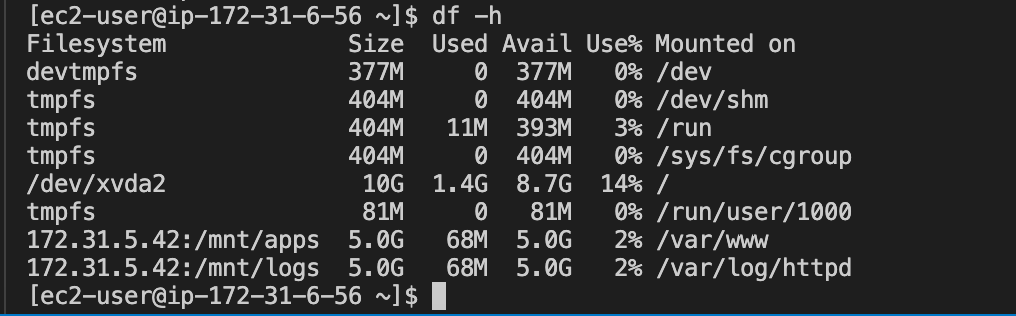 [ec2-user@ip-172-31-6-56 ~]$ df -h
Filesystem             Size  Used Avail Use% Mounted on
devtmpfs               377M     0  377M   0% /dev
tmpfs                  404M     0  404M   0% /dev/shm
tmpfs                  404M   11M  393M   3% /run
tmpfs                  404M     0  404M   0% /sys/fs/cgroup
/dev/xvda2              10G  1.4G  8.7G  14% /
tmpfs                   81M     0   81M   0% /run/user/1000
172.31.5.42:/mnt/apps  5.0G   68M  5.0G   2% /var/www
172.31.5.42:/mnt/logs  5.0G   68M  5.0G   2% /var/log/httpd
[ec2-user@ip-172-31-6-56 ~]$